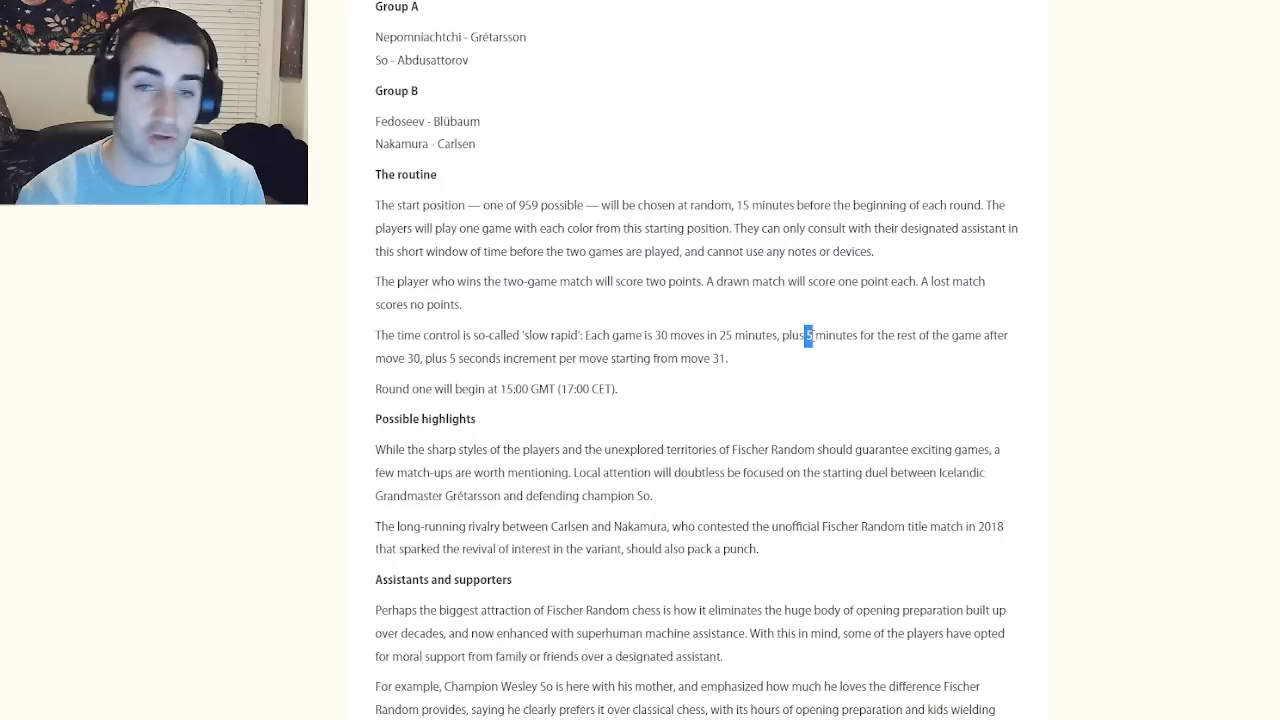 Group A
Nepomniachtchi - Grétarsson
So - Abdusattorov
Group B
Fedoseev - Blübaum
Nakamura - Carlsen
The routine
The start position — one of 959 possible — will be chosen at random, 15 minutes before the beginning of each round. The
players will play one game with each color from this starting position. They can only consult with their designated assistant in
this short window of time before the two games are played, and cannot use any notes or devices.
The player who wins the two-game match will score two points. A drawn match will score one point each. A lost match
scores no points.
The time control is so-called 'slow rapid': Each game is 30 moves in 25 minutes, plus 5 minutes for the rest of the game after
move 30, plus 5 seconds increment per move starting from move 31.
Round one will begin at 15:00 GMT (17:00 CET).
Possible highlights
While the sharp styles of the players and the unexplored territories of Fischer Random should guarantee exciting games, a
few match-ups are worth mentioning. Local attention will doubtless be focused on the starting duel between Icelandic
Grandmaster Grétarsson and defending champion So.
The long-running rivalry between Carlsen and Nakamura, who contested the unofficial Fischer Random title match in 2018
that sparked the revival of interest in the variant, should also pack a punch.
Assistants and supporters
Perhaps the biggest attraction of Fischer Random chess is how it eliminates the huge body of opening preparation built up
over decades, and now enhanced with superhuman machine assistance. With this in mind, some of the players have opted
for moral support from family or friends over a designated assistant.
For example, Champion Wesley So is here with his mother, and emphasized how much he loves the difference Fischer
Random provides, saying he clearly prefers it over classical chess, with its hours of opening preparation and kids wielding